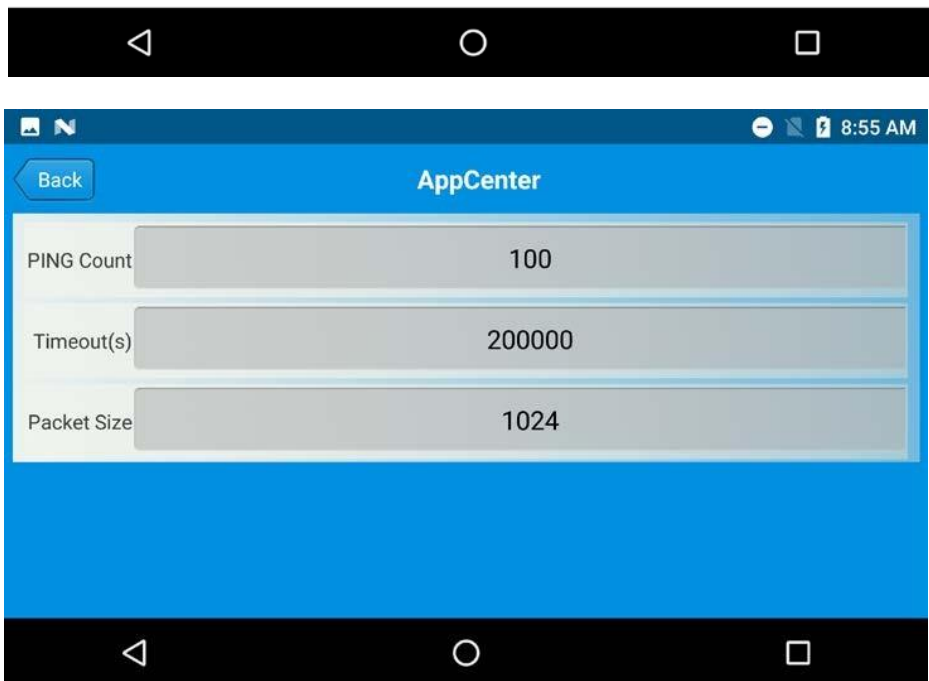 8:55 AM
Back
AppCenter
PING Count 100
Timeout(s) 200000
Packet Size 1024